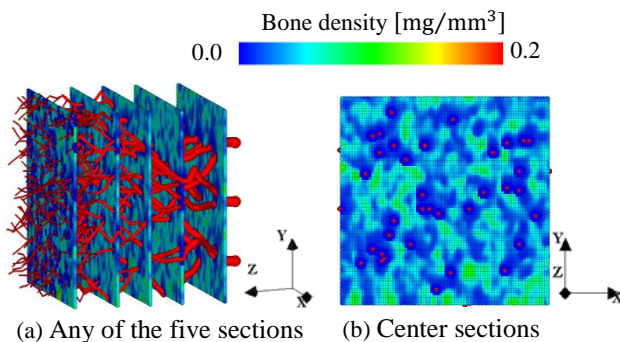 Bone density [mg/mm³]
0.0
0.2
Y
Z
X
Y
Z
X
(a) Any of the five sections
(b) Center sections